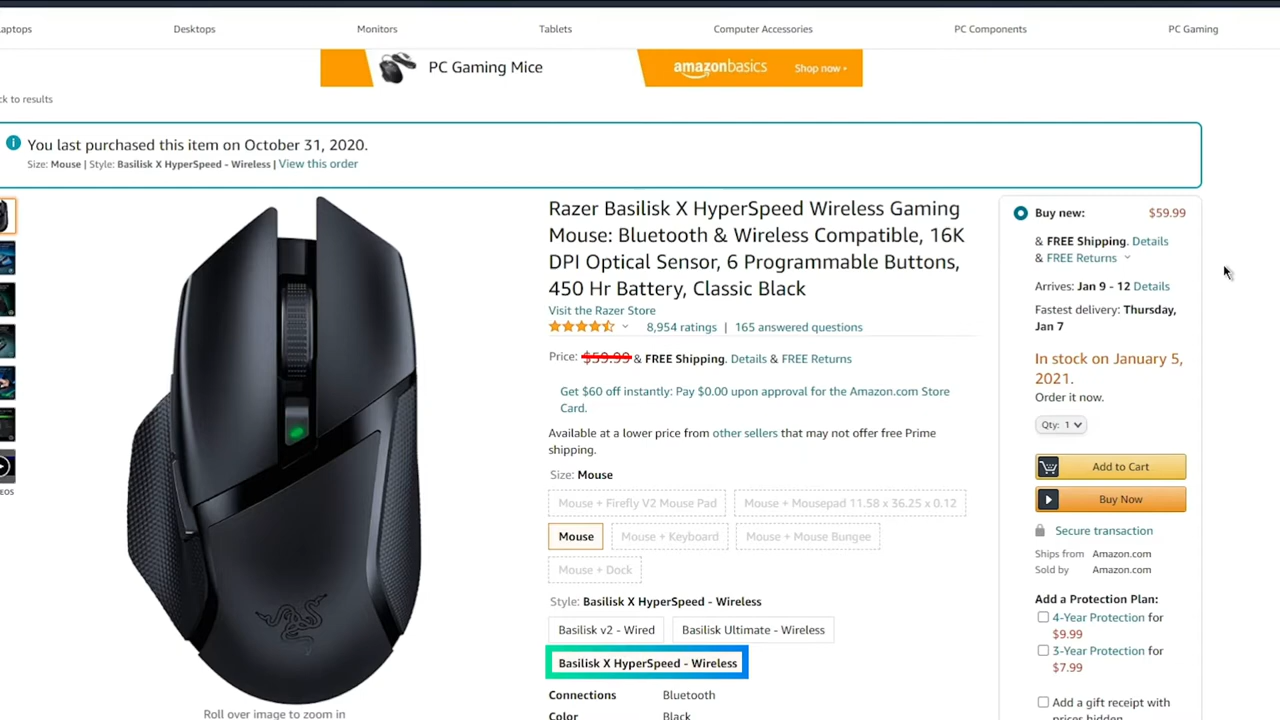 aptops Desktops Monitors Tablets Computer Accessories PC Components PC Gaming
PC Gaming Mice amazonbasics Shop now
ck to results
You last purchased this item on October 31, 2020.
Size: Mouse | Style: Basilisk X HyperSpeed - Wireless | View this order
Razer Basilisk X HyperSpeed Wireless Gaming
Mouse: Bluetooth & Wireless Compatible, 16K
DPI Optical Sensor, 6 Programmable Buttons,
450 Hr Battery, Classic Black
Visit the Razer Store
8,954 ratings | 165 answered questions
Price: $59.99 & FREE Shipping. Details & FREE Returns
Get $60 off instantly: Pay $0.00 upon approval for the Amazon.com Store
Card.
Available at a lower price from other sellers that may not offer free Prime
shipping.
Size: Mouse
Mouse + Firefly V2 Mouse Pad Mouse + Mousepad 11.58 x 36.25 x 0.12
Mouse Mouse + Keyboard Mouse + Mouse Bungee
Mouse + Dock
Style: Basilisk X HyperSpeed - Wireless
Basilisk v2 - Wired Basilisk Ultimate - Wireless
Basilisk X HyperSpeed - Wireless
Connections Bluetooth
Color Black
Roll over image to zoom in
EOS
Buy new: $59.99
& FREE Shipping. Details
& FREE Returns
Arrives: Jan 9 - 12 Details
Fastest delivery: Thursday,
Jan 7
In stock on January 5,
2021.
Order it now.
Qty: 1
Add to Cart
Buy Now
Secure transaction
Ships from Amazon.com
Sold by Amazon.com
Add a Protection Plan:
4-Year Protection for
$9.99
3-Year Protection for
$7.99
Add a gift receipt with
prices hidden